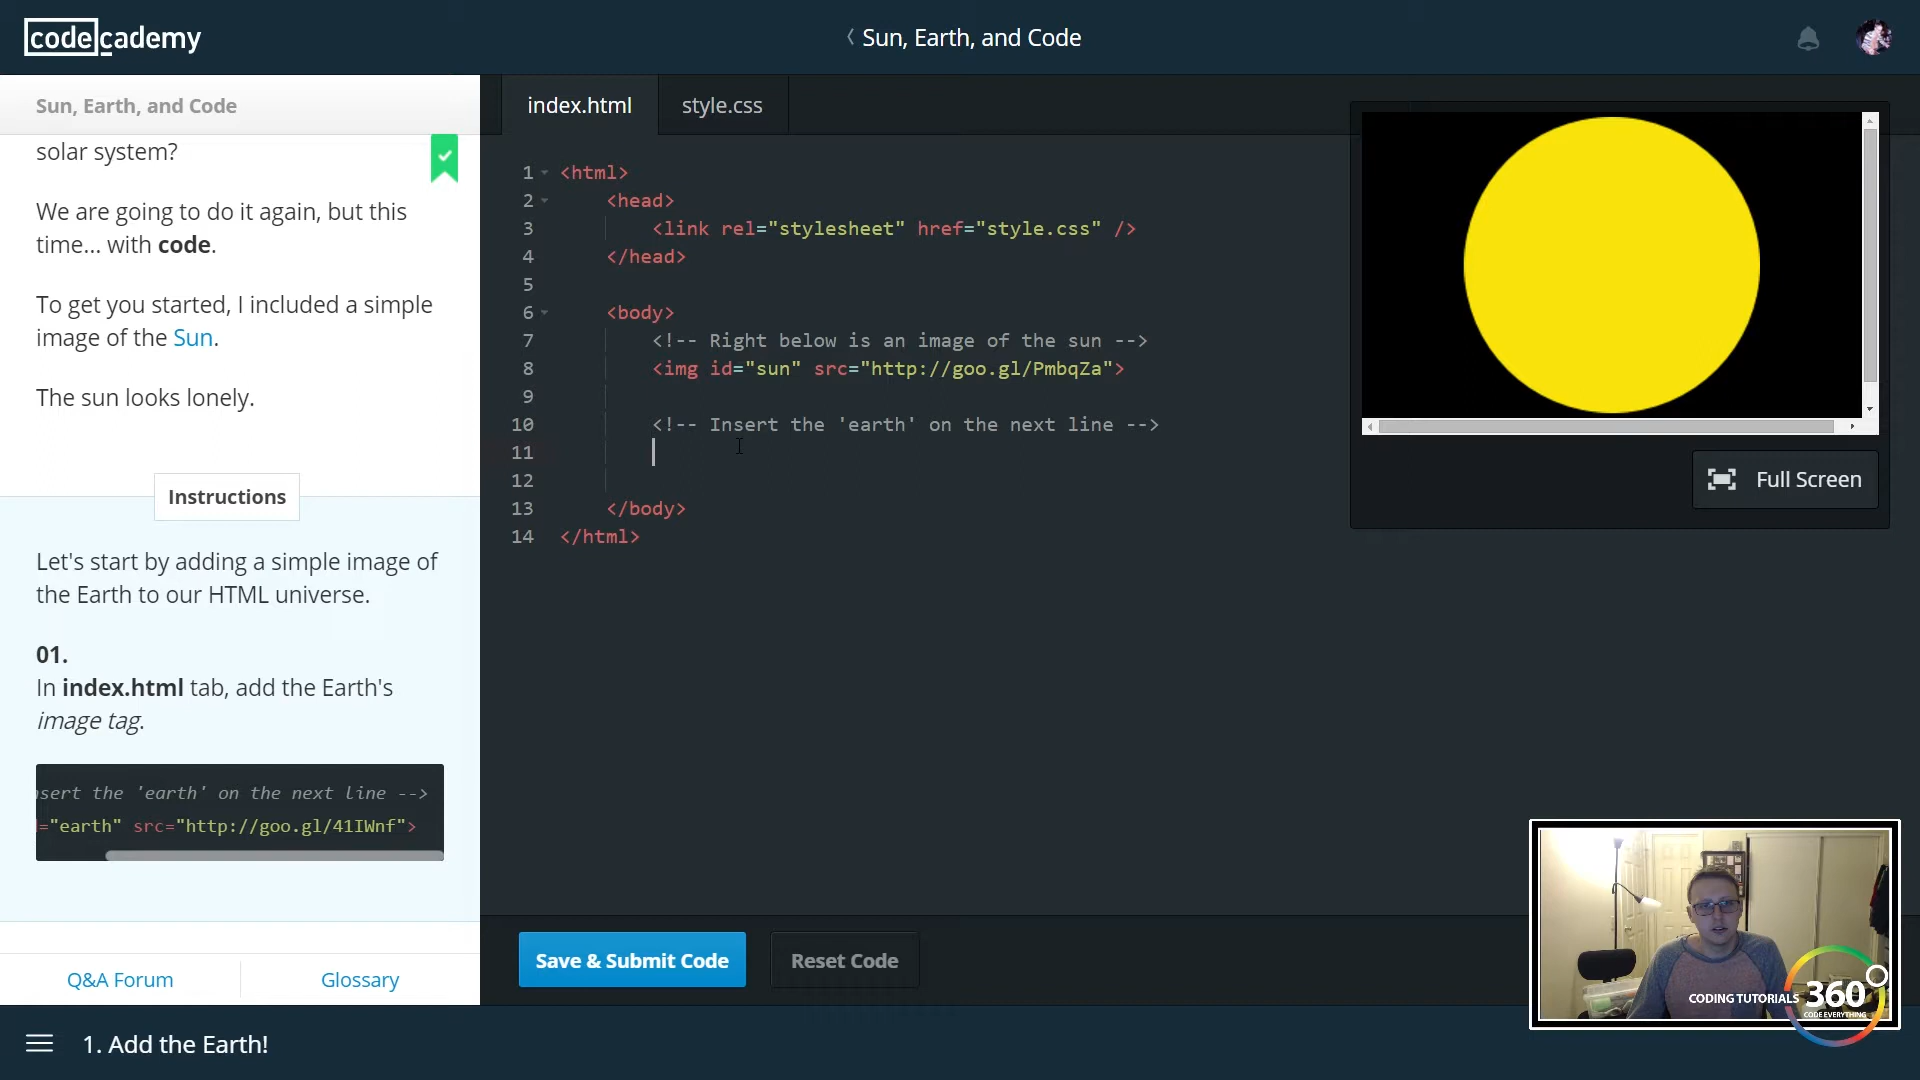 codecademy
Sun, Earth, and Code
Sun, Earth, and Code
solar system?
We are going to do it again, but this
time... with code.
To get you started, I included a simple
image of the Sun.
The sun looks lonely.
Instructions
Let's start by adding a simple image of
the Earth to our HTML universe.
01.
In index.html tab, add the Earth's
image tag.
nsert the 'earth' on the next line -->
="earth" src="http://goo.gl/41IWnf">
Q&A Forum
Glossary
index.html
style.css
1 <html>
2 <head>
3 <link rel="stylesheet" href="style.css" />
4 </head>
5
6 <body>
7 <!-- Right below is an image of the sun -->
8 <img id="sun" src="http://goo.gl/PmbqZa">
9
10 <!-- Insert the 'earth' on the next line -->
11
12
13 </body>
14 </html>
Full Screen
Save & Submit Code
Reset Code
CODING TUTORIALS 360
CODE EVERYTHING
1. Add the Earth!